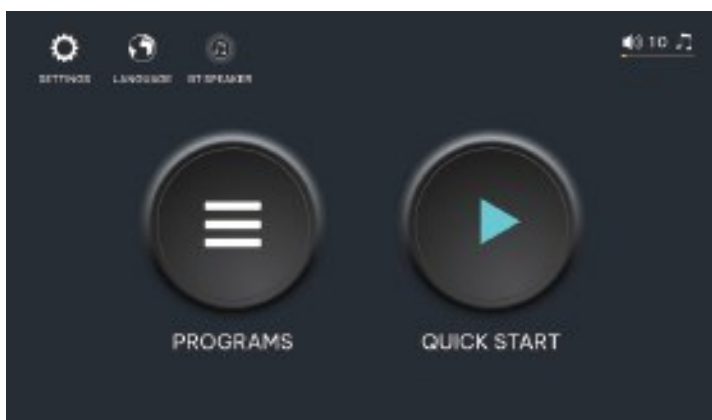 SETTINGS LANGUAGE BT SPEAKER
10
PROGRAMS QUICK START